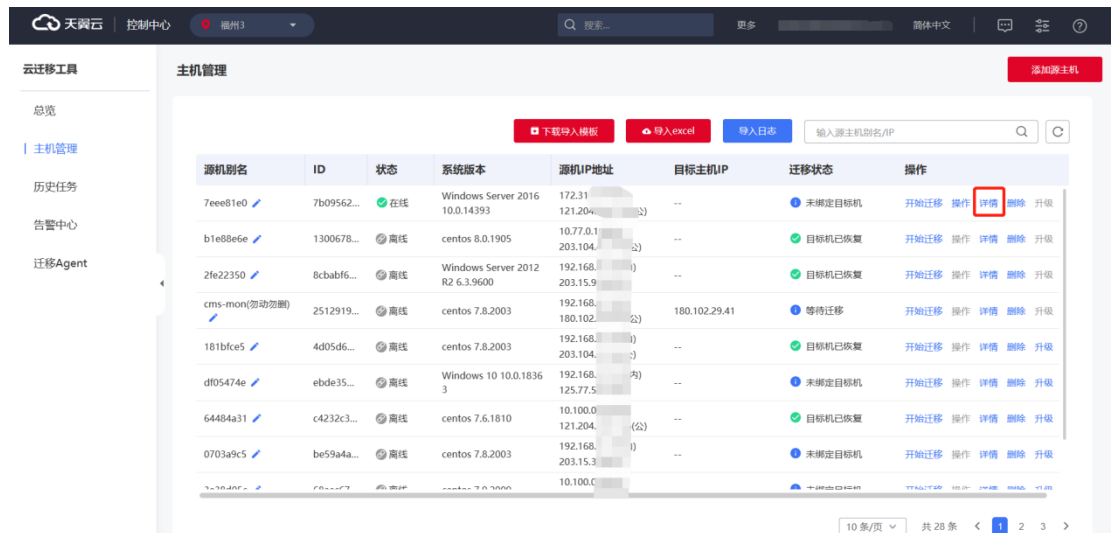 天翼云 控制中心 福州3 搜索... 更多 简体中文
云迁移工具
总览
主机管理
历史任务
告警中心
迁移Agent
主机管理 添加源主机
下载导入模板 导入excel 导入日志 输入源主机别名/IP
源机别名 ID 状态 系统版本 源机IP地址 目标主机IP 迁移状态 操作
7eee81e0 7b09562... 在线 Windows Server 2016 10.0.14393 172.31 121.204. 公) -- 未绑定目标机 开始迁移 操作 详情 删除 升级
b1e88e6e 1300678... 离线 centos 8.0.1905 10.77.0.1 203.104. 公) -- 目标机已恢复 开始迁移 操作 详情 删除 升级
2fe22350 8cbabf6... 离线 Windows Server 2012 R2 6.3.9600 192.168. ) 203.15.9 -- 目标机已恢复 开始迁移 操作 详情 删除 升级
cms-mon(勿动勿删) 2512919... 离线 centos 7.8.2003 192.168. 180.102. 公) 180.102.29.41 等待迁移 开始迁移 操作 详情 删除 升级
181bfce5 4d05d6... 离线 centos 7.8.2003 192.168. ) 203.104. ) -- 目标机已恢复 开始迁移 操作 详情 删除 升级
df05474e ebde35... 离线 Windows 10 10.0.1836 3 192.168. 内) 125.77.5 -- 未绑定目标机 开始迁移 操作 详情 删除 升级
64484a31 c4232c3... 离线 centos 7.6.1810 10.100.0 121.204. (公) -- 目标机已恢复 开始迁移 操作 详情 删除 升级
0703a9c5 be59a4a... 离线 centos 7.8.2003 192.168. ) 203.15.3 -- 未绑定目标机 开始迁移 操作 详情 删除 升级
10.100.0
10 条/页 共 28 条 1 2 3